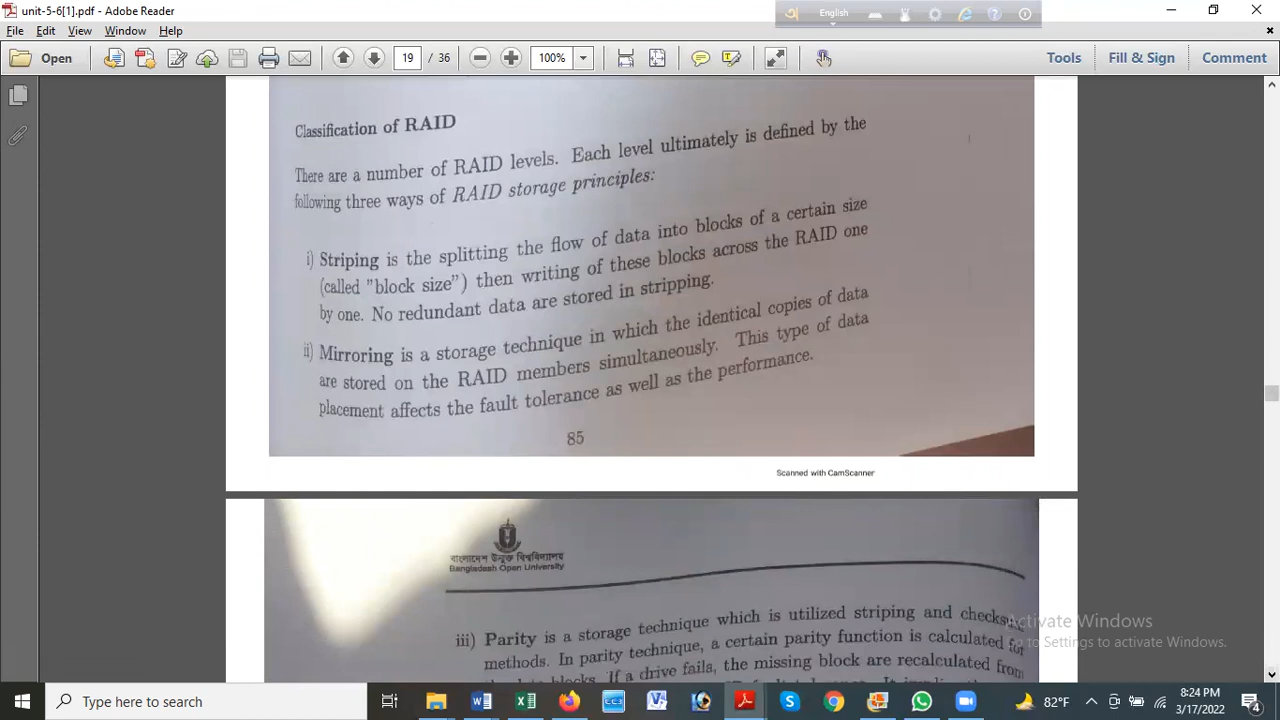 unit-5-6[1].pdf - Adobe Reader
English
File Edit View Window Help
Open 19 / 36 100% Tools Fill & Sign Comment
Classification of RAID
There are a number of RAID levels. Each level ultimately is defined by the
following three ways of RAID storage principles:
i) Striping is the splitting the flow of data into blocks of a certain size
(called "block size") then writing of these blocks across the RAID one
by one. No redundant data are stored in stripping.
ii) Mirroring is a storage technique in which the identical copies of data
are stored on the RAID members simultaneously. This type of data
placement affects the fault tolerance as well as the performance.
85
Scanned with CamScanner
বাংলাদেশ উন্মুক্ত বিশ্ববিদ্যালয়
Bangladesh Open University
iii) Parity is a storage technique which is utilized striping and checksum
methods. In parity technique, a certain parity function is calculated for
blocks. If a drive fails, the missing block are recalculated from
Activate Windows
Go to Settings to activate Windows.
Type here to search
82°F
8:24 PM
3/17/2022
4